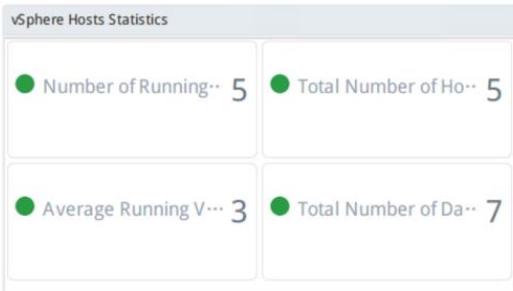 vSphere Hosts Statistics
Number of Running·· 5
Total Number of Ho·· 5
Average Running V··· 3
Total Number of Da·· 7